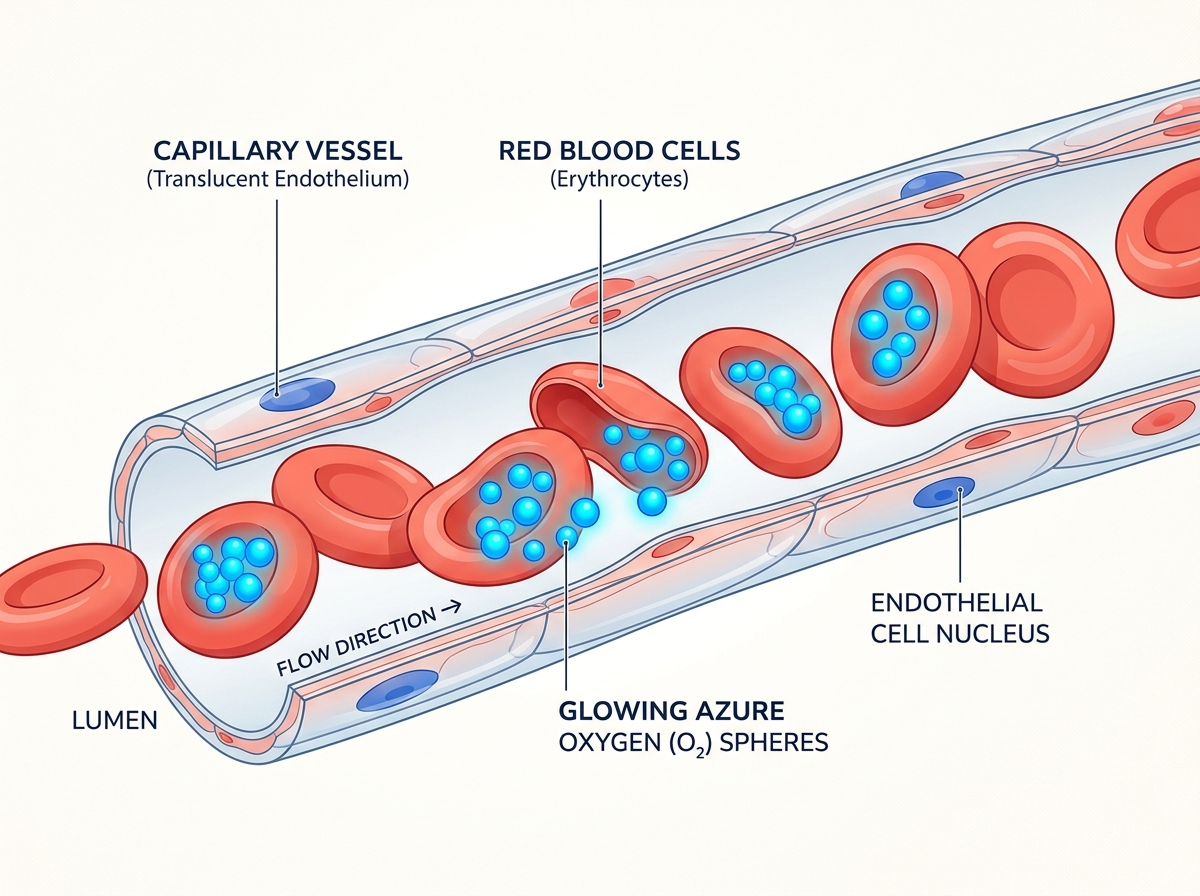 CAPILLARY VESSEL
(Translucent Endothelium)
RED BLOOD CELLS
(Erythrocytes)
FLOW DIRECTION →
ENDOTHELIAL
CELL NUCLEUS
LUMEN
GLOWING AZURE
OXYGEN (O₂) SPHERES